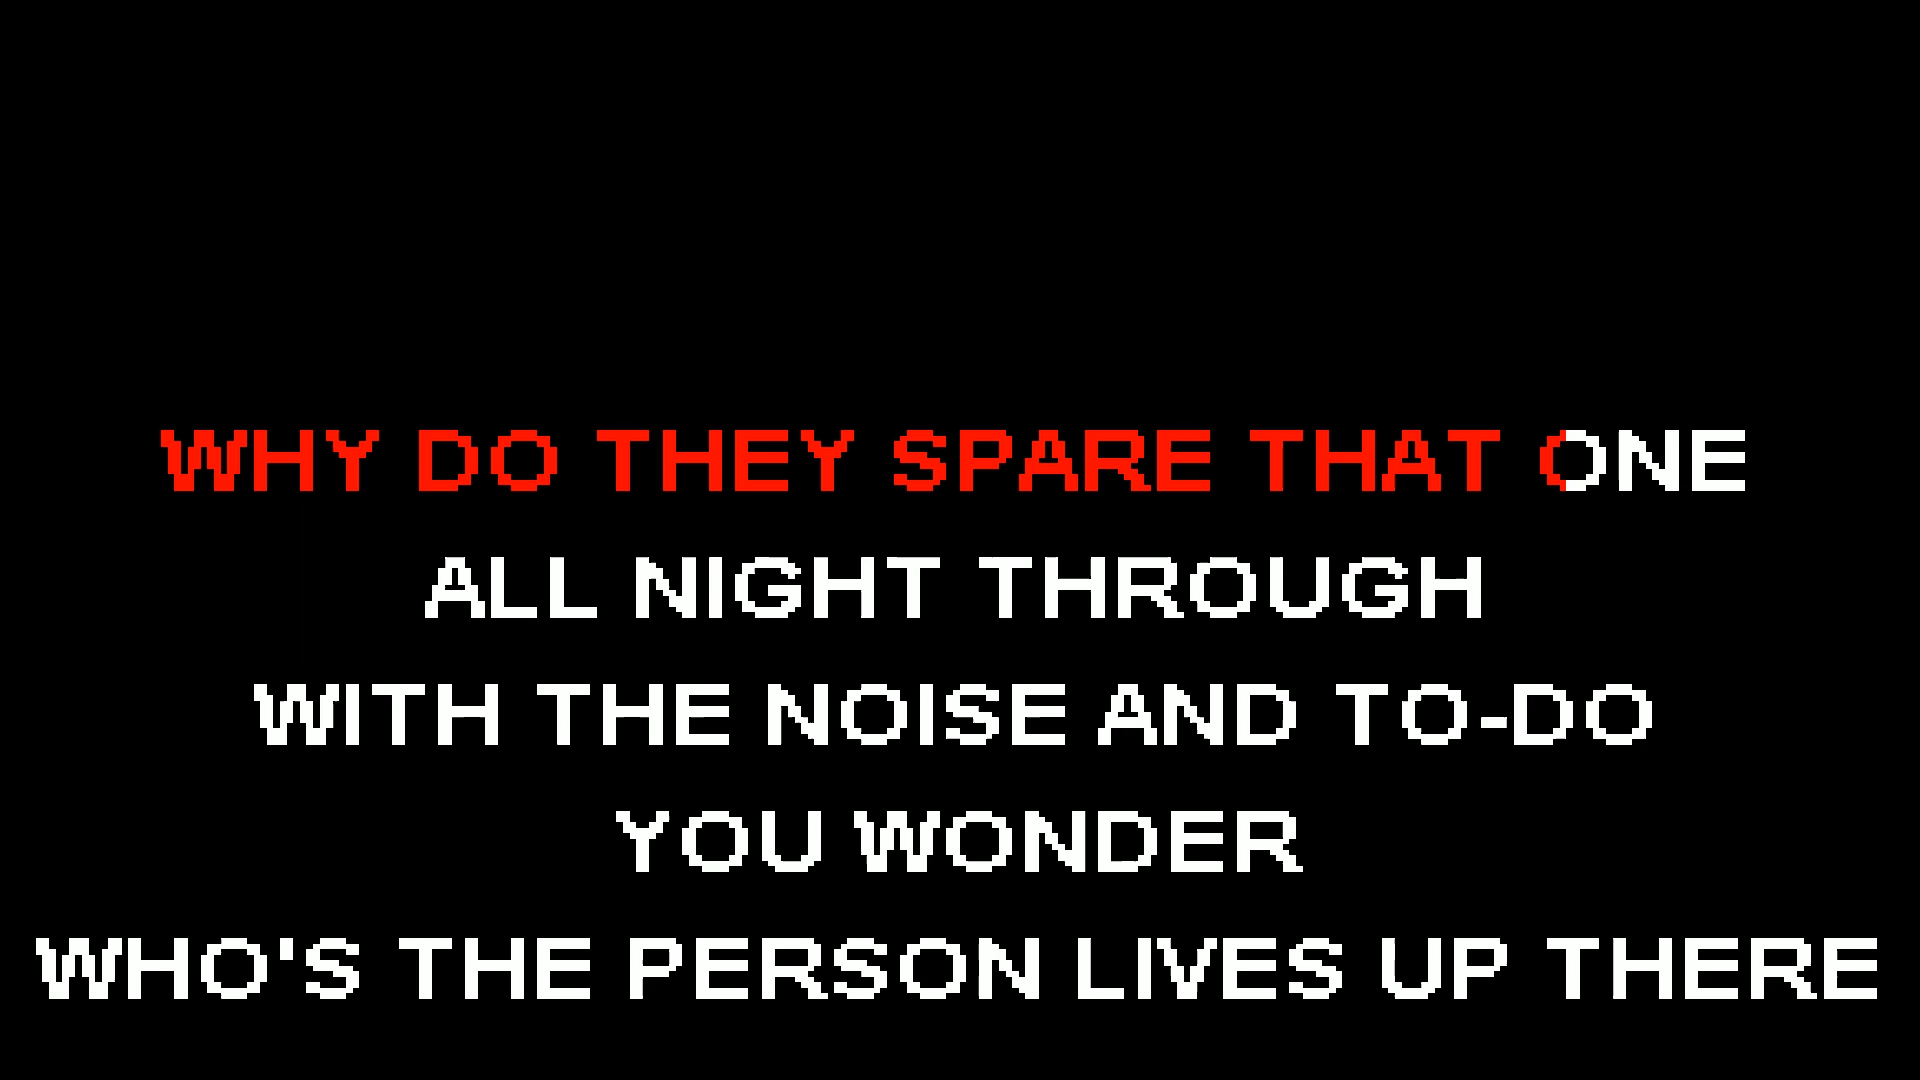 WHY DO THEY SPARE THAT ONE
ALL NIGHT THROUGH
WITH THE NOISE AND TO-DO
YOU WONDER
WHO'S THE PERSON LIVES UP THERE